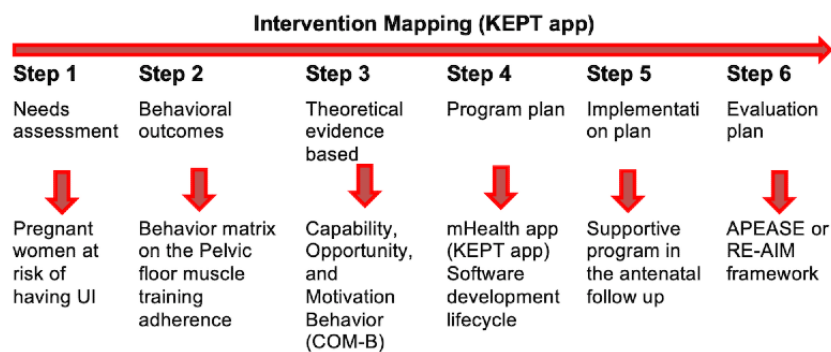 Intervention Mapping (KEPT app)
Step 1
Needs
assessment
Pregnant
women at
risk of
having UI
Step 2
Behavioral
outcomes
Behavior matrix
on the Pelvic
floor muscle
training
adherence
Step 3
Theoretical
evidence
based
Capability,
Opportunity,
and
Motivation
Behavior
(COM-B)
Step 4
Program plan
mHealth app
(KEPT app)
Software
development
lifecycle
Step 5
Implementati
on plan
Supportive
program in
the antenatal
follow up
Step 6
Evaluation
plan
APEASE or
RE-AIM
framework